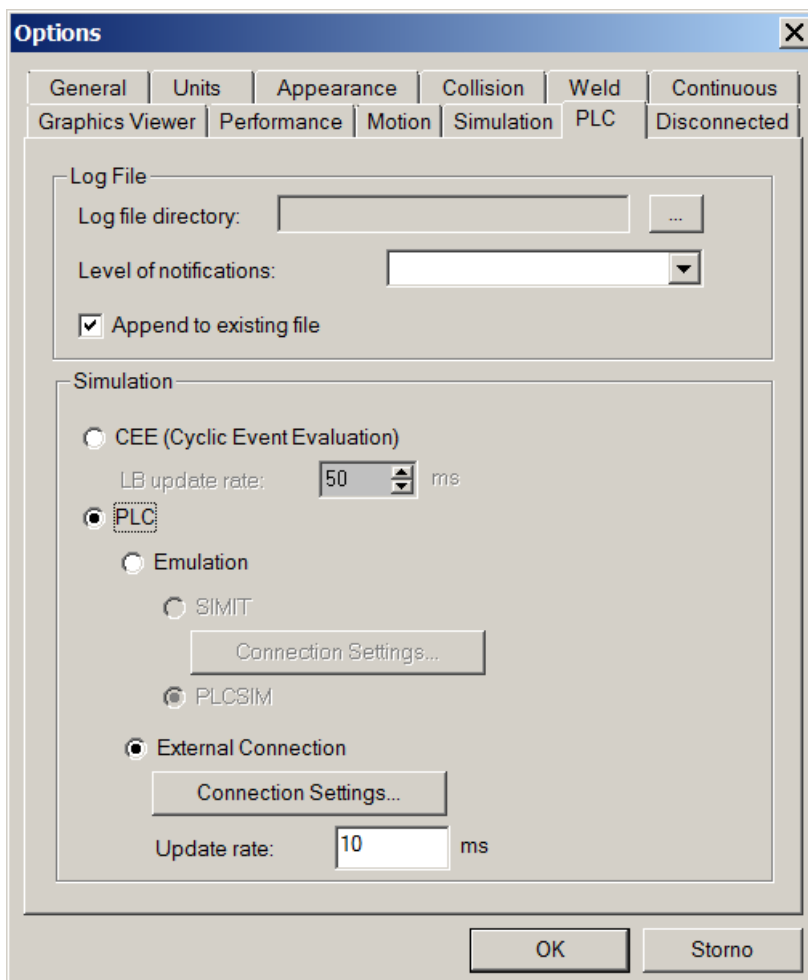 Options
General Units Appearance Collision Weld Continuous
Graphics Viewer Performance Motion Simulation PLC Disconnected
Log File
Log file directory: ...
Level of notifications:
Append to existing file
Simulation
CEE (Cyclic Event Evaluation)
LB update rate: 50 ms
PLC
Emulation
SIMIT
Connection Settings...
PLCSIM
External Connection
Connection Settings...
Update rate: 10 ms
OK Storno